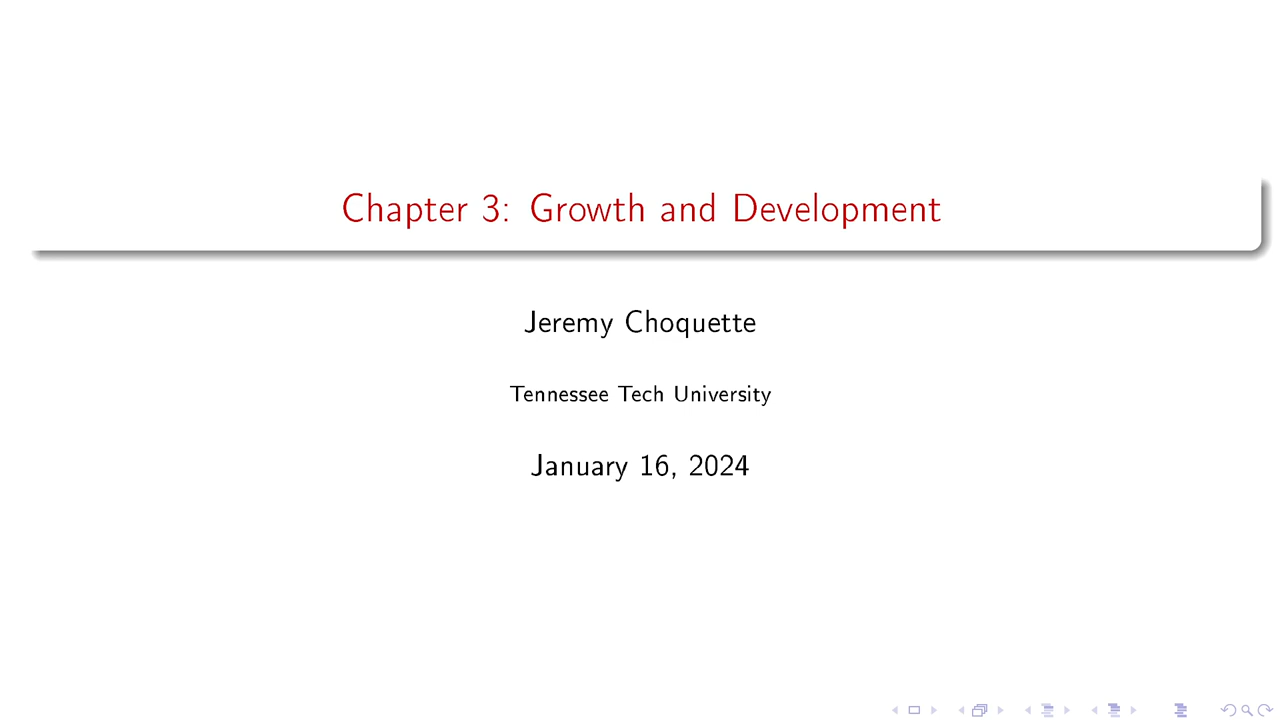 Chapter 3: Growth and Development
Jeremy Choquette
Tennessee Tech University
January 16, 2024